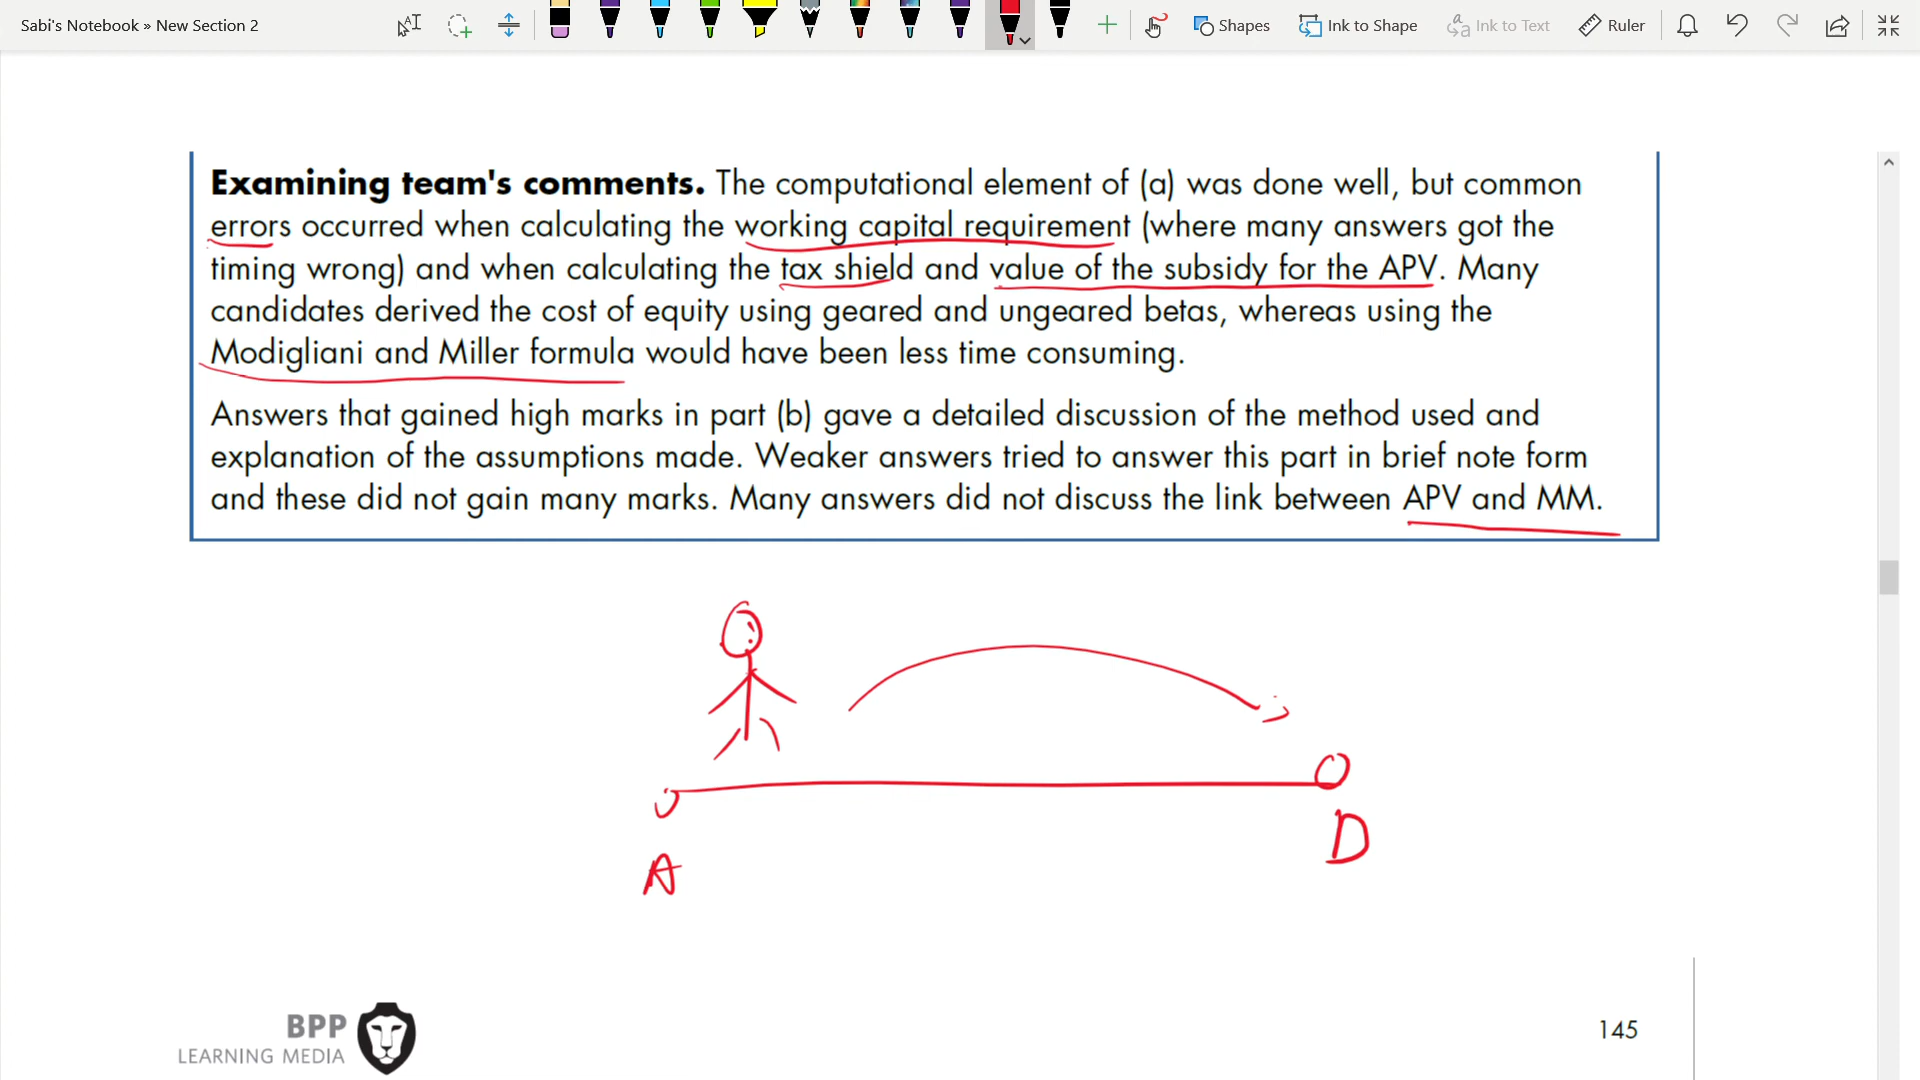 Sabi's Notebook » New Section 2
Shapes
Ink to Shape
Ink to Text
Ruler
Examining team's comments. The computational element of (a) was done well, but common
errors occurred when calculating the working capital requirement (where many answers got the
timing wrong) and when calculating the tax shield and value of the subsidy for the APV. Many
candidates derived the cost of equity using geared and ungeared betas, whereas using the
Modigliani and Miller formula would have been less time consuming.
Answers that gained high marks in part (b) gave a detailed discussion of the method used and
explanation of the assumptions made. Weaker answers tried to answer this part in brief note form
and these did not gain many marks. Many answers did not discuss the link between APV and MM.
A
D
BPP
LEARNING MEDIA
145